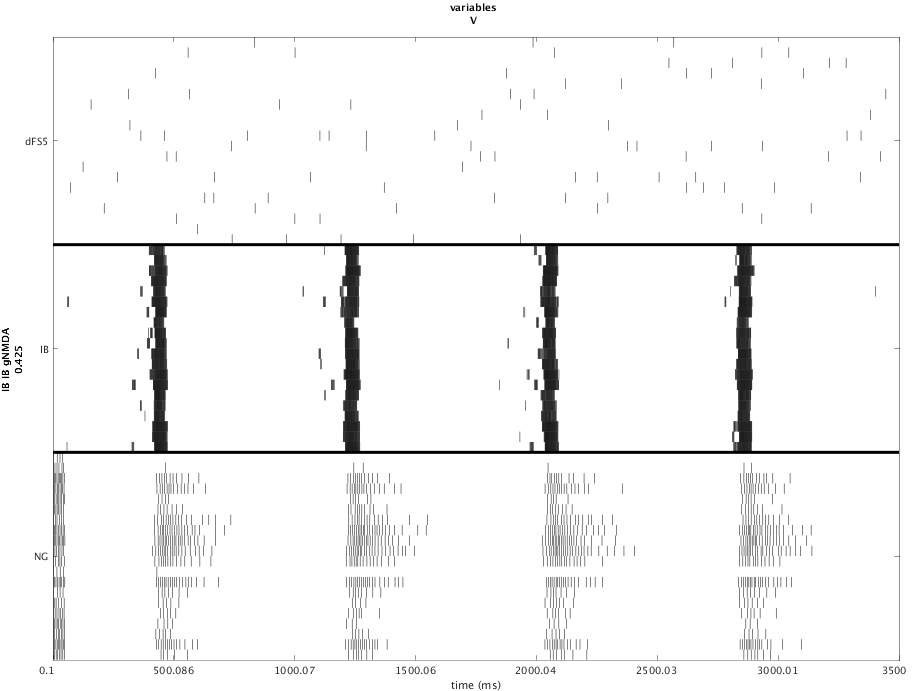 variables
V
dFS5
IB
NG
IB IB gNMDA
0.425
0.1 500.086 1000.07 1500.06 2000.04 2500.03 3000.01 3500
time (ms)